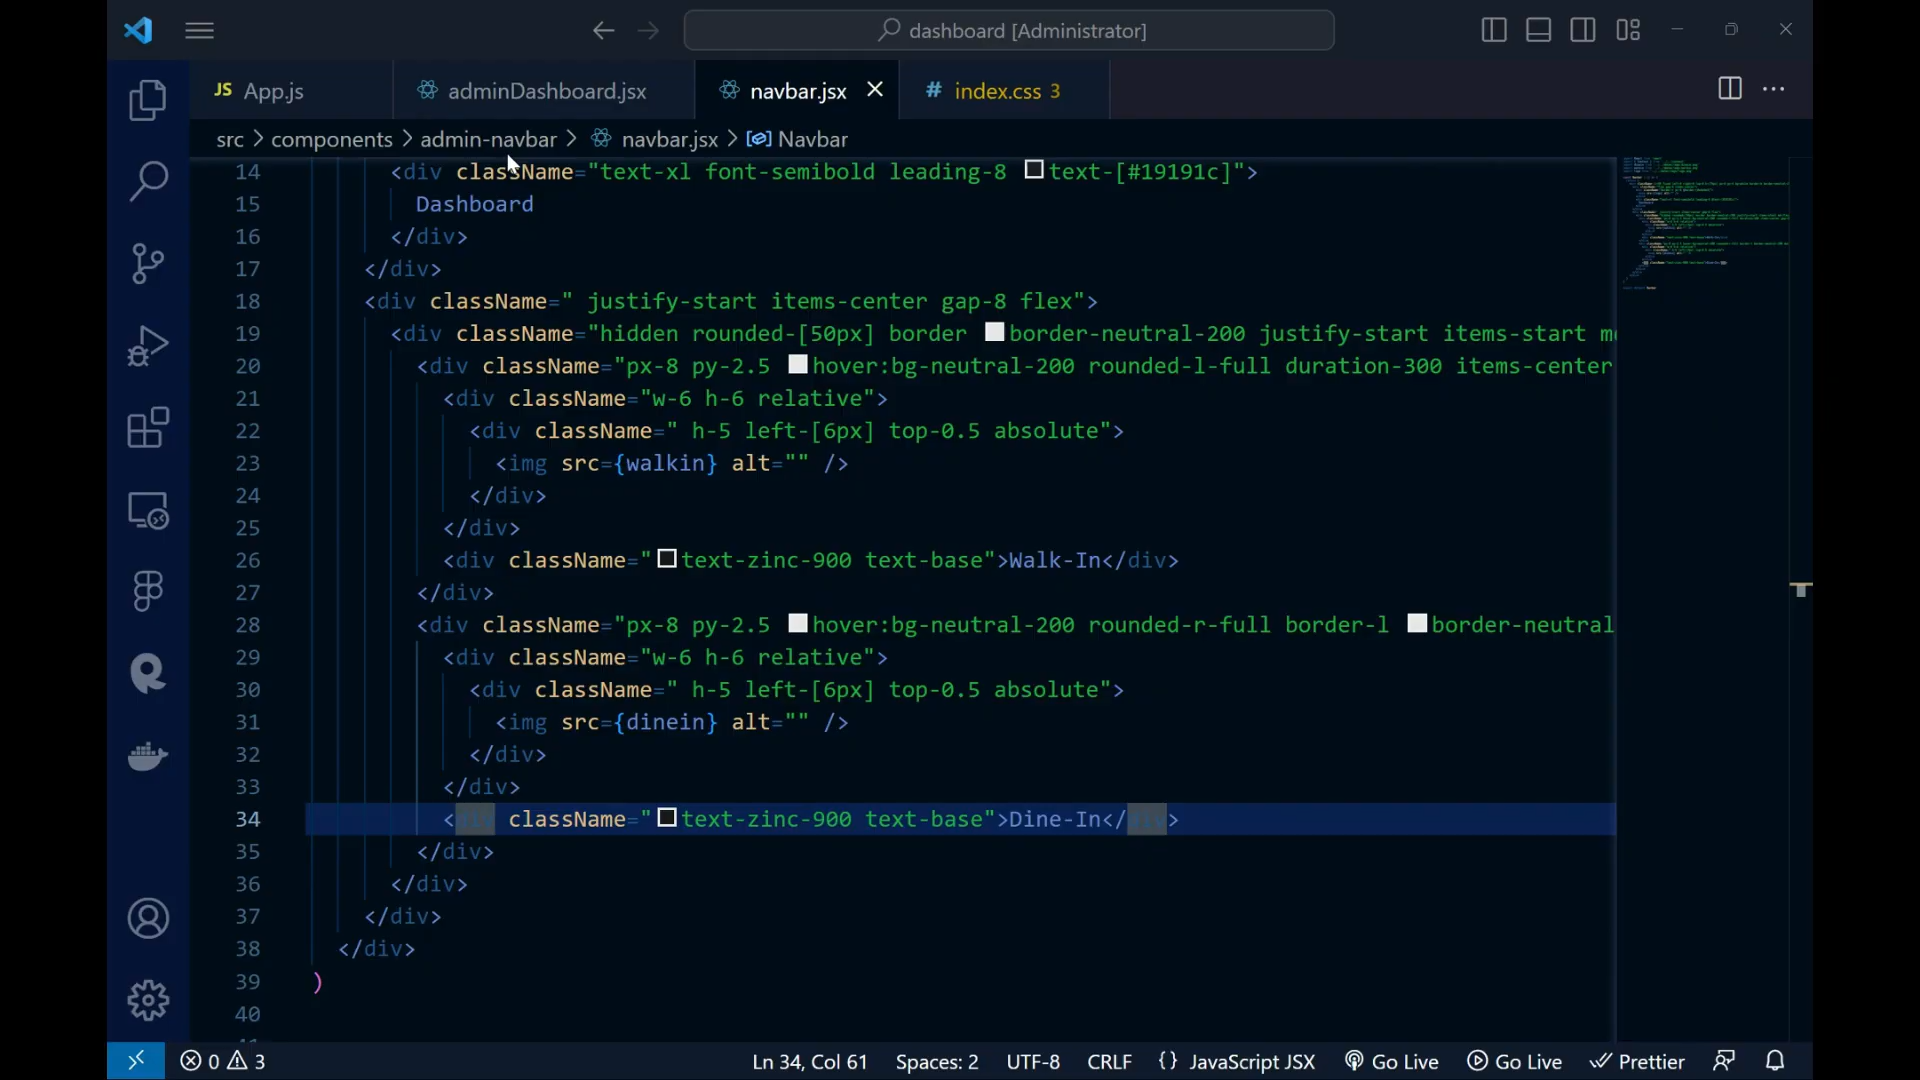 dashboard [Administrator]
JS App.js
adminDashboard.jsx
navbar.jsx
# index.css 3
src > components > admin-navbar > navbar.jsx > Navbar
14 <div className="text-xl font-semibold leading-8 text-[#19191c]">
15 Dashboard
16 </div>
17 </div>
18 <div className=" justify-start items-center gap-8 flex">
19 <div className="hidden rounded-[50px] border border-neutral-200 justify-start items-start
20 <div className="px-8 py-2.5 hover:bg-neutral-200 rounded-l-full duration-300 items-center
21 <div className="w-6 h-6 relative">
22 <div className=" h-5 left-[6px] top-0.5 absolute">
23 <img src={walkin} alt="" />
24 </div>
25 </div>
26 <div className="text-zinc-900 text-base">Walk-In</div>
27 </div>
28 <div className="px-8 py-2.5 hover:bg-neutral-200 rounded-r-full border-l border-neutral
29 <div className="w-6 h-6 relative">
30 <div className=" h-5 left-[6px] top-0.5 absolute">
31 <img src={dinein} alt="" />
32 </div>
33 </div>
34 <div className="text-zinc-900 text-base">Dine-In</div>
35 </div>
36 </div>
37 </div>
38 </div>
39 )
40
0 3
Ln 34, Col 61
Spaces: 2
UTF-8
CRLF
{} JavaScript JSX
Go Live
Go Live
Prettier